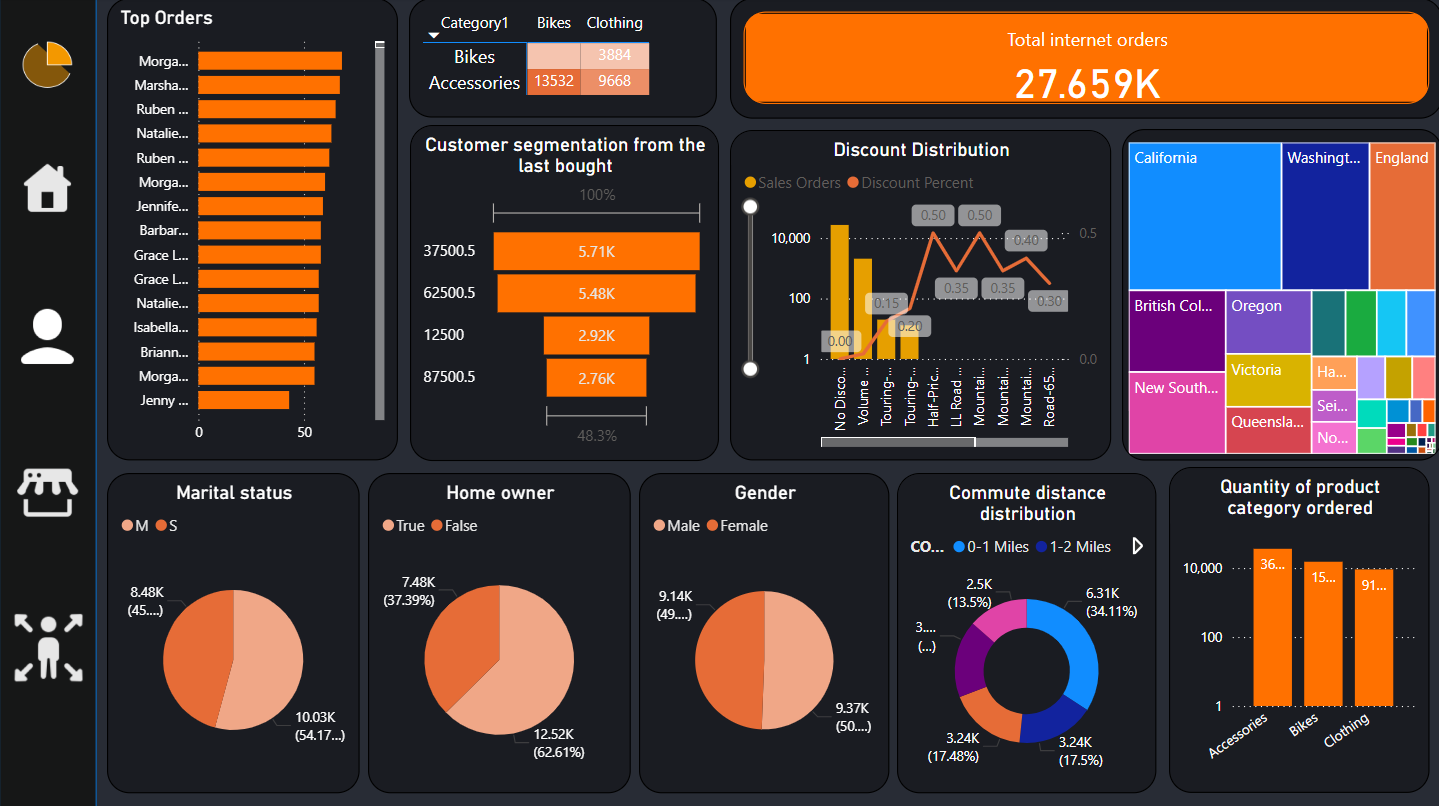 Top Orders
Morga...
Marsha...
Ruben ...
Natalie...
Ruben ...
Morga...
Jennife...
Barbar...
Grace L...
Grace L...
Natalie...
Isabella...
Briann...
Morga...
Jenny ...
0 50
Category1 Bikes Clothing
Bikes 3884
Accessories 13532 9668
Total internet orders
27.659K
Customer segmentation from the
last bought
100%
37500.5 5.71K
62500.5 5.48K
12500 2.92K
87500.5 2.76K
48.3%
Discount Distribution
Sales Orders Discount Percent
10,000
100
1
0.5
0.0
0.00
0.15
0.20
0.50
0.35
0.50
0.35
0.40
0.30
No Disco...
Volume ...
Touring-...
Touring-...
Half-Pric...
LL Road ...
Mountai...
Mountai...
Mountai...
Road-65...
California
Washingt...
England
British Col...
Oregon
New South...
Victoria
Queensla...
Ha...
Sei...
No...
Marital status
M S
8.48K
(45....)
10.03K
(54.17...)
Home owner
True False
7.48K
(37.39%)
12.52K
(62.61%)
Gender
Male Female
9.14K
(49....)
9.37K
(50....)
Commute distance
distribution
CO... 0-1 Miles 1-2 Miles
2.5K
(13.5%)
6.31K
(34.11%)
3....
(...)
3.24K
(17.48%)
3.24K
(17.5%)
Quantity of product
category ordered
10,000
100
1
36...
15...
91...
Accessories
Bikes
Clothing